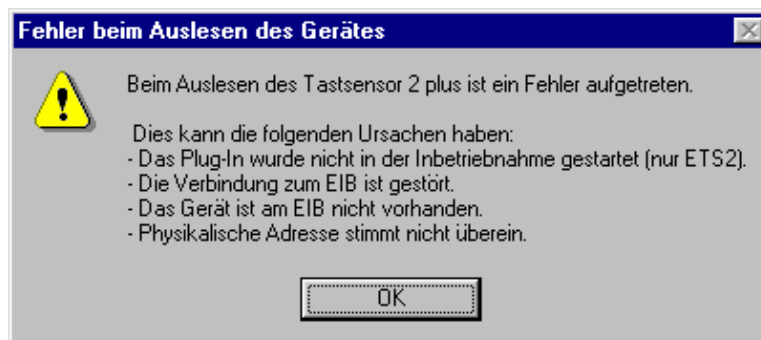 Fehler beim Auslesen des Gerätes
Beim Auslesen des Tastsensor 2 plus ist ein Fehler aufgetreten.
Dies kann die folgenden Ursachen haben:
- Das Plug-In wurde nicht in der Inbetriebnahme gestartet (nur ETS2).
- Die Verbindung zum EIB ist gestört.
- Das Gerät ist am EIB nicht vorhanden.
- Physikalische Adresse stimmt nicht überein.
OK